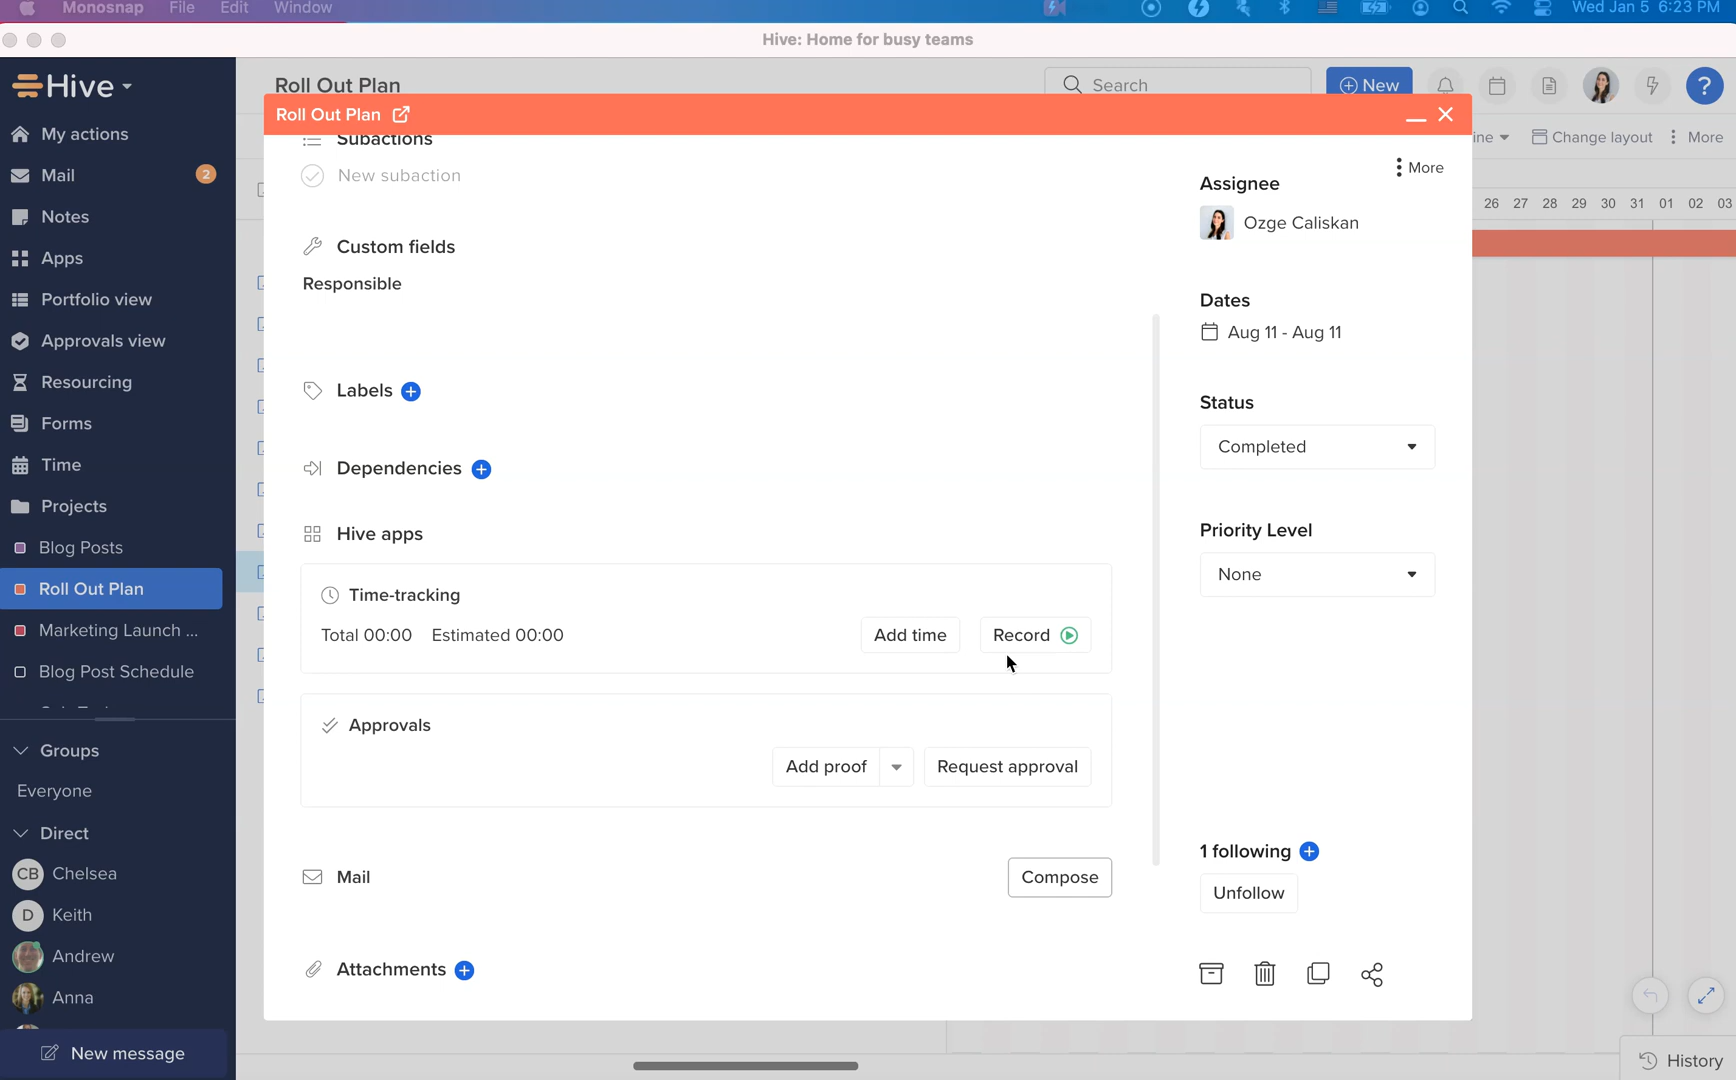 Monosnap File Edit Window
Wed Jan 5 6:23 PM
Hive: Home for busy teams
Hive
Roll Out Plan
Search
New
?
My actions
Mail
2
Notes
Apps
Portfolio view
Approvals view
Resourcing
Forms
Time
Projects
Blog Posts
Roll Out Plan
Marketing Launch ...
Blog Post Schedule
Groups
Everyone
Direct
CB Chelsea
D Keith
Andrew
Anna
New message
Change layout
More
26 27 28 29 30 31 01 02 03
Roll Out Plan
Subactions
New subaction
Custom fields
Responsible
Labels
Dependencies
Hive apps
Time-tracking
Total 00:00 Estimated 00:00
Add time
Record
Approvals
Add proof
Request approval
Mail
Compose
Attachments
More
Assignee
Ozge Caliskan
Dates
Aug 11 - Aug 11
Status
Completed
Priority Level
None
1 following
Unfollow
History